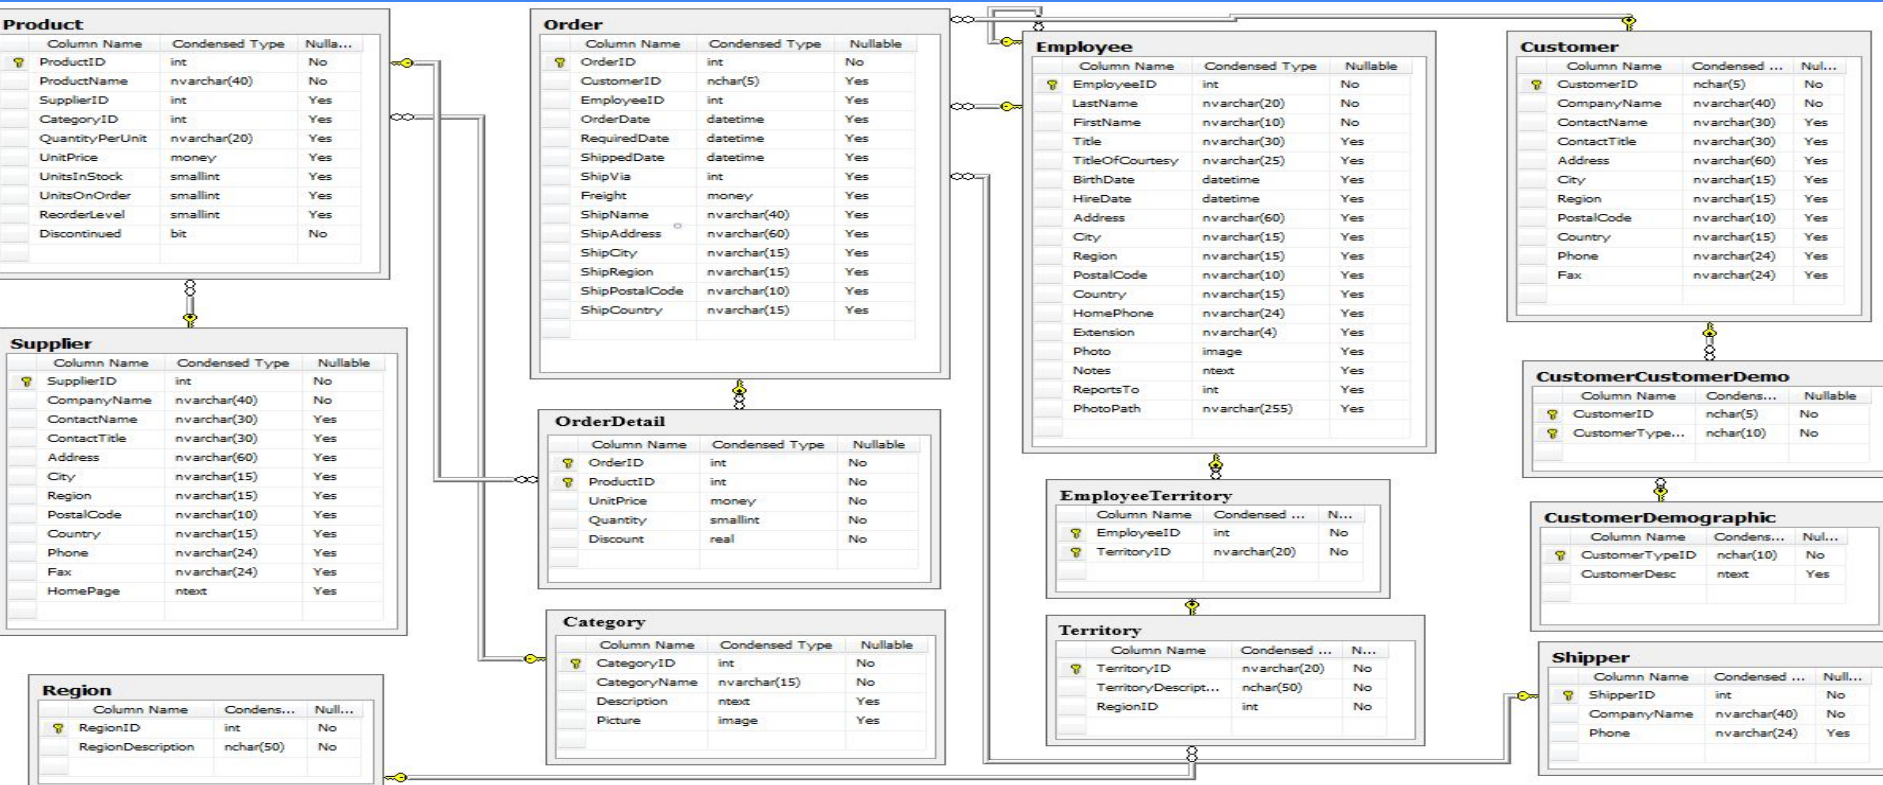 Product
Column Name Condensed Type Nulla...
ProductID int No
ProductName nvarchar(40) No
SupplierID int Yes
CategoryID int Yes
QuantityPerUnit nvarchar(20) Yes
UnitPrice money Yes
UnitsInStock smallint Yes
UnitsOnOrder smallint Yes
ReorderLevel smallint Yes
Discontinued bit No
Supplier
Column Name Condensed Type Nullable
SupplierID int No
CompanyName nvarchar(40) No
ContactName nvarchar(30) Yes
ContactTitle nvarchar(30) Yes
Address nvarchar(60) Yes
City nvarchar(15) Yes
Region nvarchar(15) Yes
PostalCode nvarchar(10) Yes
Country nvarchar(15) Yes
Phone nvarchar(24) Yes
Fax nvarchar(24) Yes
HomePage ntext Yes
Region
Column Name Condens... Null...
RegionID int No
RegionDescription nchar(50) No
Order
Column Name Condensed Type Nullable
OrderID int No
CustomerID nchar(5) Yes
EmployeeID int Yes
OrderDate datetime Yes
RequiredDate datetime Yes
ShippedDate datetime Yes
ShipVia int Yes
Freight money Yes
ShipName nvarchar(40) Yes
ShipAddress nvarchar(60) Yes
ShipCity nvarchar(15) Yes
ShipRegion nvarchar(15) Yes
ShipPostalCode nvarchar(10) Yes
ShipCountry nvarchar(15) Yes
OrderDetail
Column Name Condensed Type Nullable
OrderID int No
ProductID int No
UnitPrice money No
Quantity smallint No
Discount real No
Category
Column Name Condensed Type Nullable
CategoryID int No
CategoryName nvarchar(15) No
Description ntext Yes
Picture image Yes
Employee
Column Name Condensed Type Nullable
EmployeeID int No
LastName nvarchar(20) No
FirstName nvarchar(10) No
Title nvarchar(30) Yes
TitleOfCourtesy nvarchar(25) Yes
BirthDate datetime Yes
HireDate datetime Yes
Address nvarchar(60) Yes
City nvarchar(15) Yes
Region nvarchar(15) Yes
PostalCode nvarchar(10) Yes
Country nvarchar(15) Yes
HomePhone nvarchar(24) Yes
Extension nvarchar(4) Yes
Photo image Yes
Notes ntext Yes
ReportsTo int Yes
PhotoPath nvarchar(255) Yes
EmployeeTerritory
Column Name Condensed ... N...
EmployeeID int No
TerritoryID nvarchar(20) No
Territory
Column Name Condensed ... N...
TerritoryID nvarchar(20) No
TerritoryDescript... nchar(50) No
RegionID int No
Customer
Column Name Condensed ... Nul...
CustomerID nchar(5) No
CompanyName nvarchar(40) No
ContactName nvarchar(30) Yes
ContactTitle nvarchar(30) Yes
Address nvarchar(60) Yes
City nvarchar(15) Yes
Region nvarchar(15) Yes
PostalCode nvarchar(10) Yes
Country nvarchar(15) Yes
Phone nvarchar(24) Yes
Fax nvarchar(24) Yes
CustomerCustomerDemo
Column Name Condens... Nullable
CustomerID nchar(5) No
CustomerType... nchar(10) No
CustomerDemographic
Column Name Condens... Nul...
CustomerTypeID nchar(10) No
CustomerDesc ntext Yes
Shipper
Column Name Condensed ... Null...
ShipperID int No
CompanyName nvarchar(40) No
Phone nvarchar(24) Yes